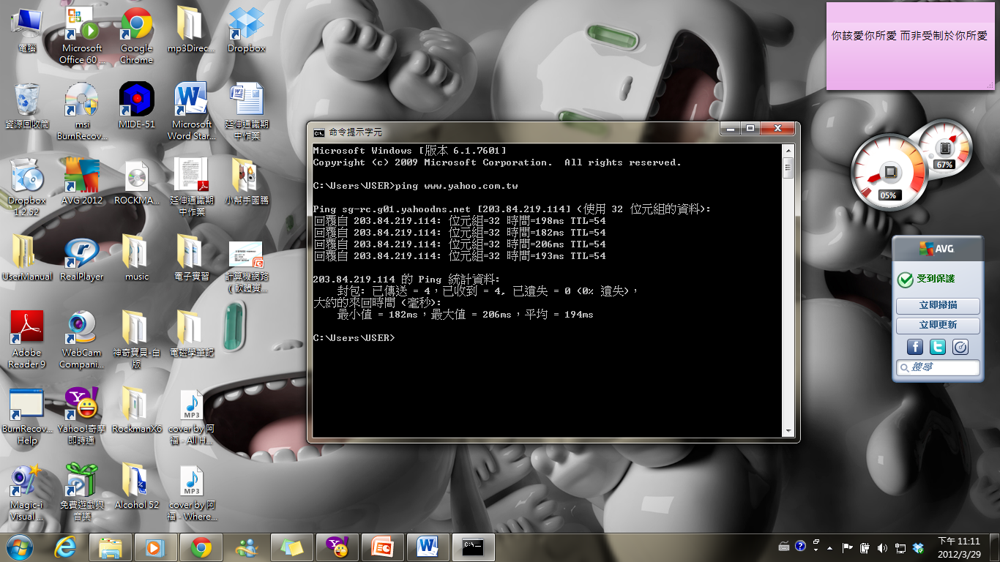 電腦
Microsoft
Office 60 ...
Google
Chrome
mp3Direc...
Dropbox
資源回收筒
msi
BurnRecov...
MIDE-51
Microsoft
Word Star...
延伸通識期
中作業
Dropbox
1.2.52
AVG 2012
ROCKMA...
延伸通識期
中作業
小幫手圖騰
UserManual
RealPlayer
music
電子實習
計算機網路
(軟體實...
Adobe
Reader 9
WebCam
Compani...
神奇寶貝-白
版
電磁學筆記
BurnRecov...
Help
Yahoo!奇摩
即時通
RockmanX6
MP3
cover by 阿
福 - All H...
Magic-i
Visual ...
免費遊戲與
音樂
Alcohol 52
MP3
cover by 阿
福 - Where...
命令提示字元
Microsoft Windows [版本 6.1.7601]
Copyright (c) 2009 Microsoft Corporation.  All rights reserved.
C:\Users\USER>ping www.yahoo.com.tw
Ping sg-rc.g01.yahoodns.net [203.84.219.114] (使用 32 位元組的資料):
回覆自 203.84.219.114: 位元組=32 時間=198ms TTL=54
回覆自 203.84.219.114: 位元組=32 時間=182ms TTL=54
回覆自 203.84.219.114: 位元組=32 時間=206ms TTL=54
回覆自 203.84.219.114: 位元組=32 時間=193ms TTL=54
203.84.219.114 的 Ping 統計資料:
封包: 已傳送 = 4，已收到 = 4, 已遺失 = 0 (0% 遺失)，
大約的來回時間 (毫秒):
最小值 = 182ms，最大值 = 206ms，平均 = 194ms
C:\Users\USER>
你該愛你所愛 而非受制於你所愛
67%
05%
AVG
受到保護
立即掃描
立即更新
搜尋
下午 11:11
2012/3/29